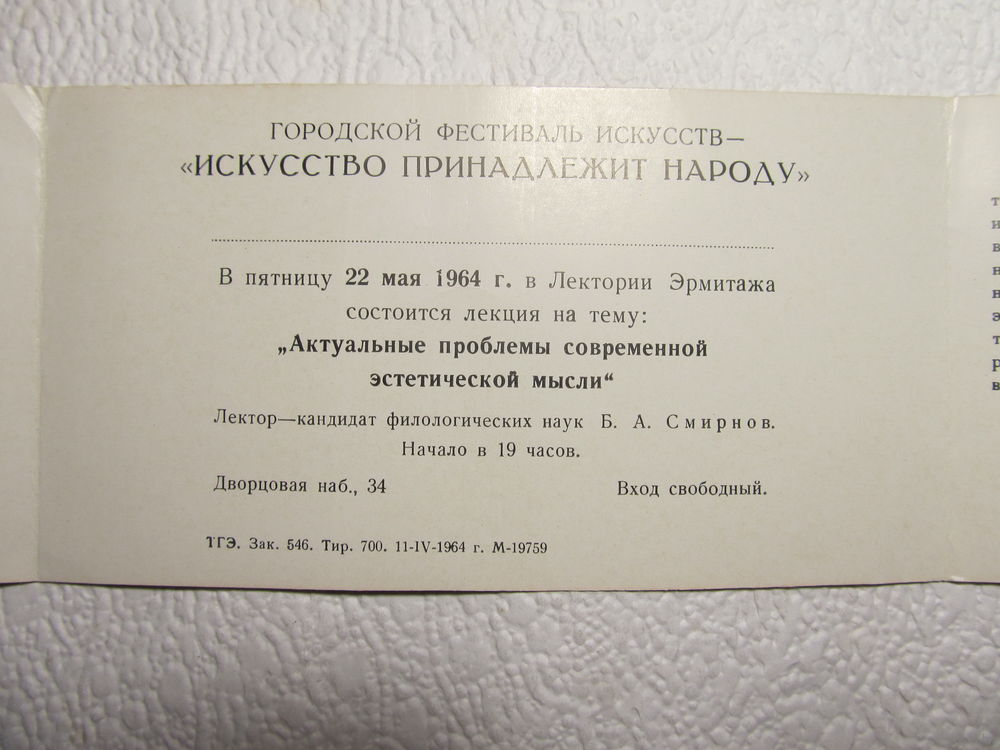 ГОРОДСКОЙ ФЕСТИВАЛЬ ИСКУССТВ—
«ИСКУССТВО ПРИНАДЛЕЖИТ НАРОДУ»
В пятницу 22 мая 1964 г. в Лектории Эрмитажа
состоится лекция на тему:
„Актуальные проблемы современной
эстетической мысли“
Лектор—кандидат филологических наук Б. А. Смирнов.
Начало в 19 часов.
Дворцовая наб., 34 Вход свободный.
ТГЭ. Зак. 546. Тир. 700. 11-IV-1964 г. М-19759